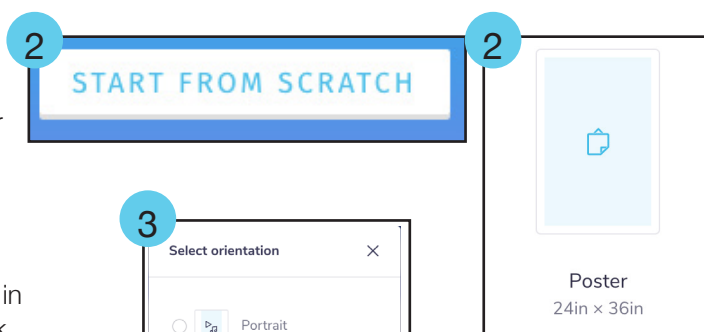 2
START FROM SCRATCH
2
3
Select orientation
in
Portrait
Poster
24in × 36in